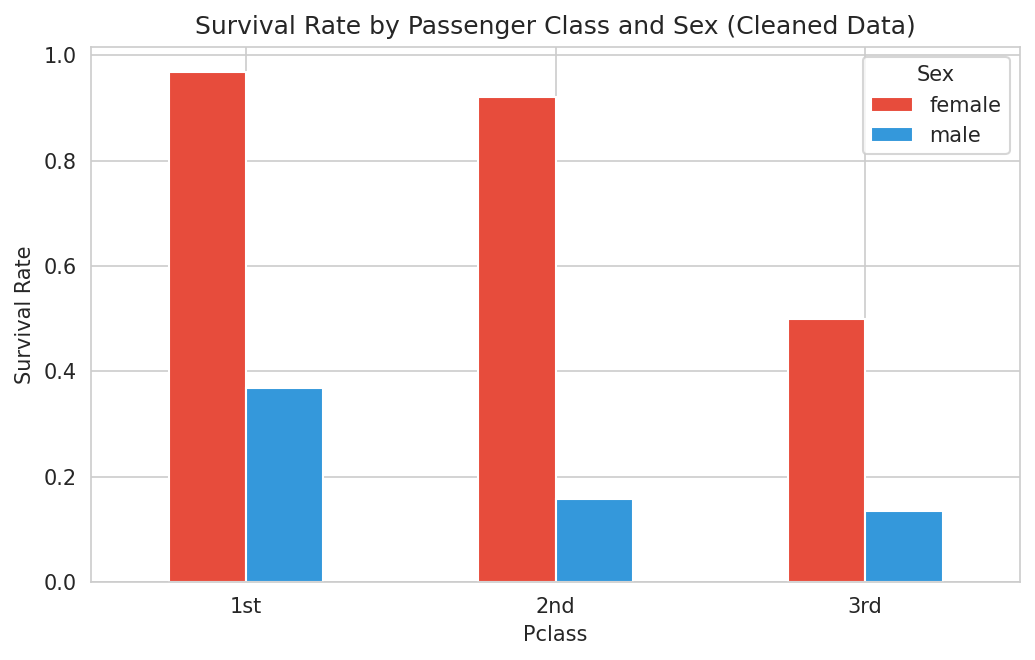 Survival Rate by Passenger Class and Sex (Cleaned Data)
Survival Rate
1.0
0.8
0.6
0.4
0.2
0.0
Sex
female
male
1st
2nd
3rd
Pclass